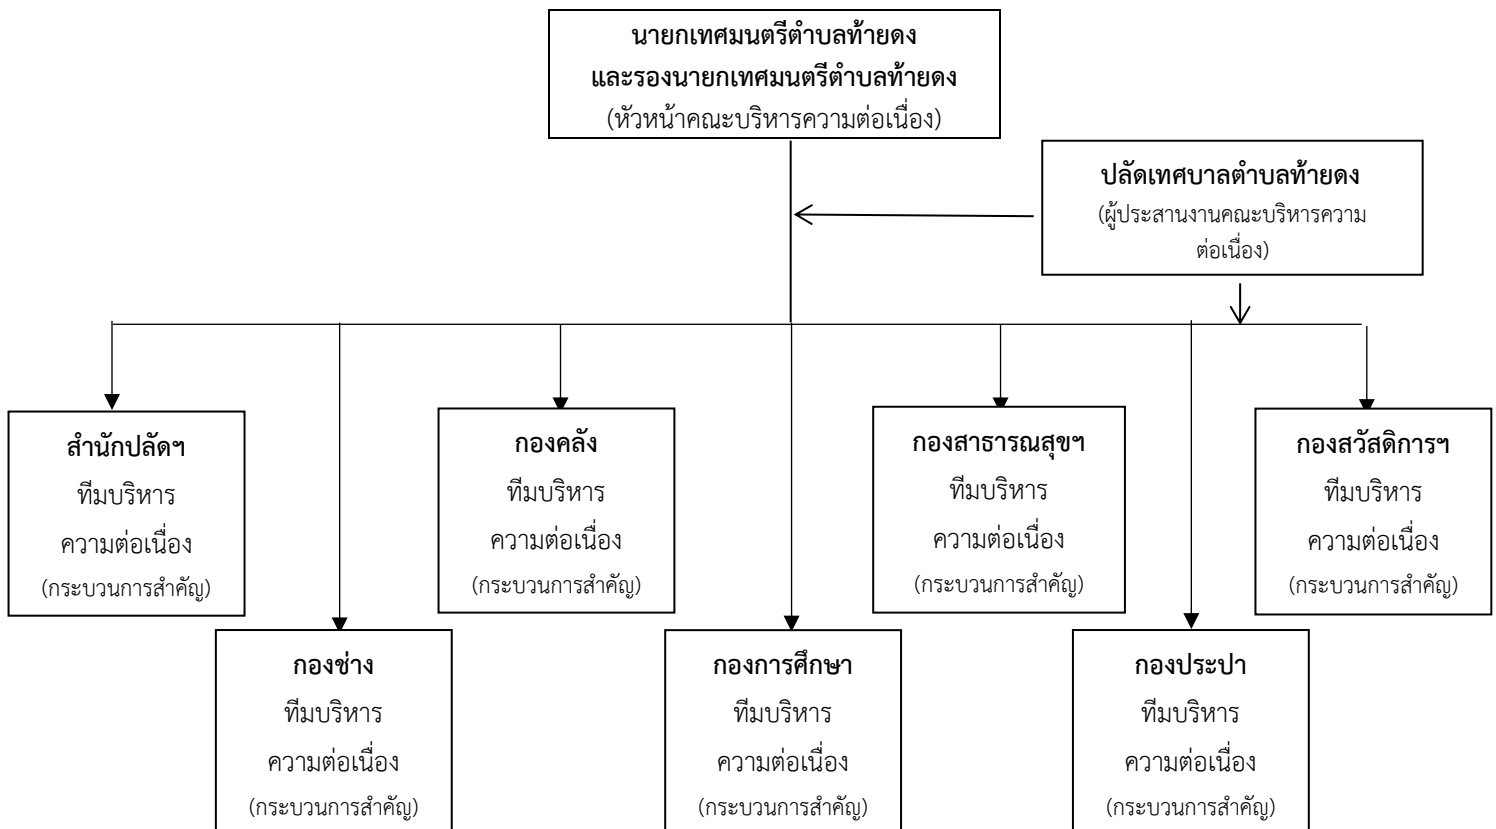 นายกเทศมนตรีตำบลท้ายดง
และรองนายกเทศมนตรีตำบลท้ายดง
(หัวหน้าคณะบริหารความต่อเนื่อง)
ปลัดเทศบาลตำบลท้ายดง
(ผู้ประสานงานคณะบริหารความ
ต่อเนื่อง)
สำนักปลัดฯ
ทีมบริหาร
ความต่อเนื่อง
(กระบวนการสำคัญ)
กองคลัง
ทีมบริหาร
ความต่อเนื่อง
(กระบวนการสำคัญ)
กองสาธารณสุขฯ
ทีมบริหาร
ความต่อเนื่อง
(กระบวนการสำคัญ)
กองสวัสดิการฯ
ทีมบริหาร
ความต่อเนื่อง
(กระบวนการสำคัญ)
กองช่าง
ทีมบริหาร
ความต่อเนื่อง
(กระบวนการสำคัญ)
กองการศึกษา
ทีมบริหาร
ความต่อเนื่อง
(กระบวนการสำคัญ)
กองประปา
ทีมบริหาร
ความต่อเนื่อง
(กระบวนการสำคัญ)